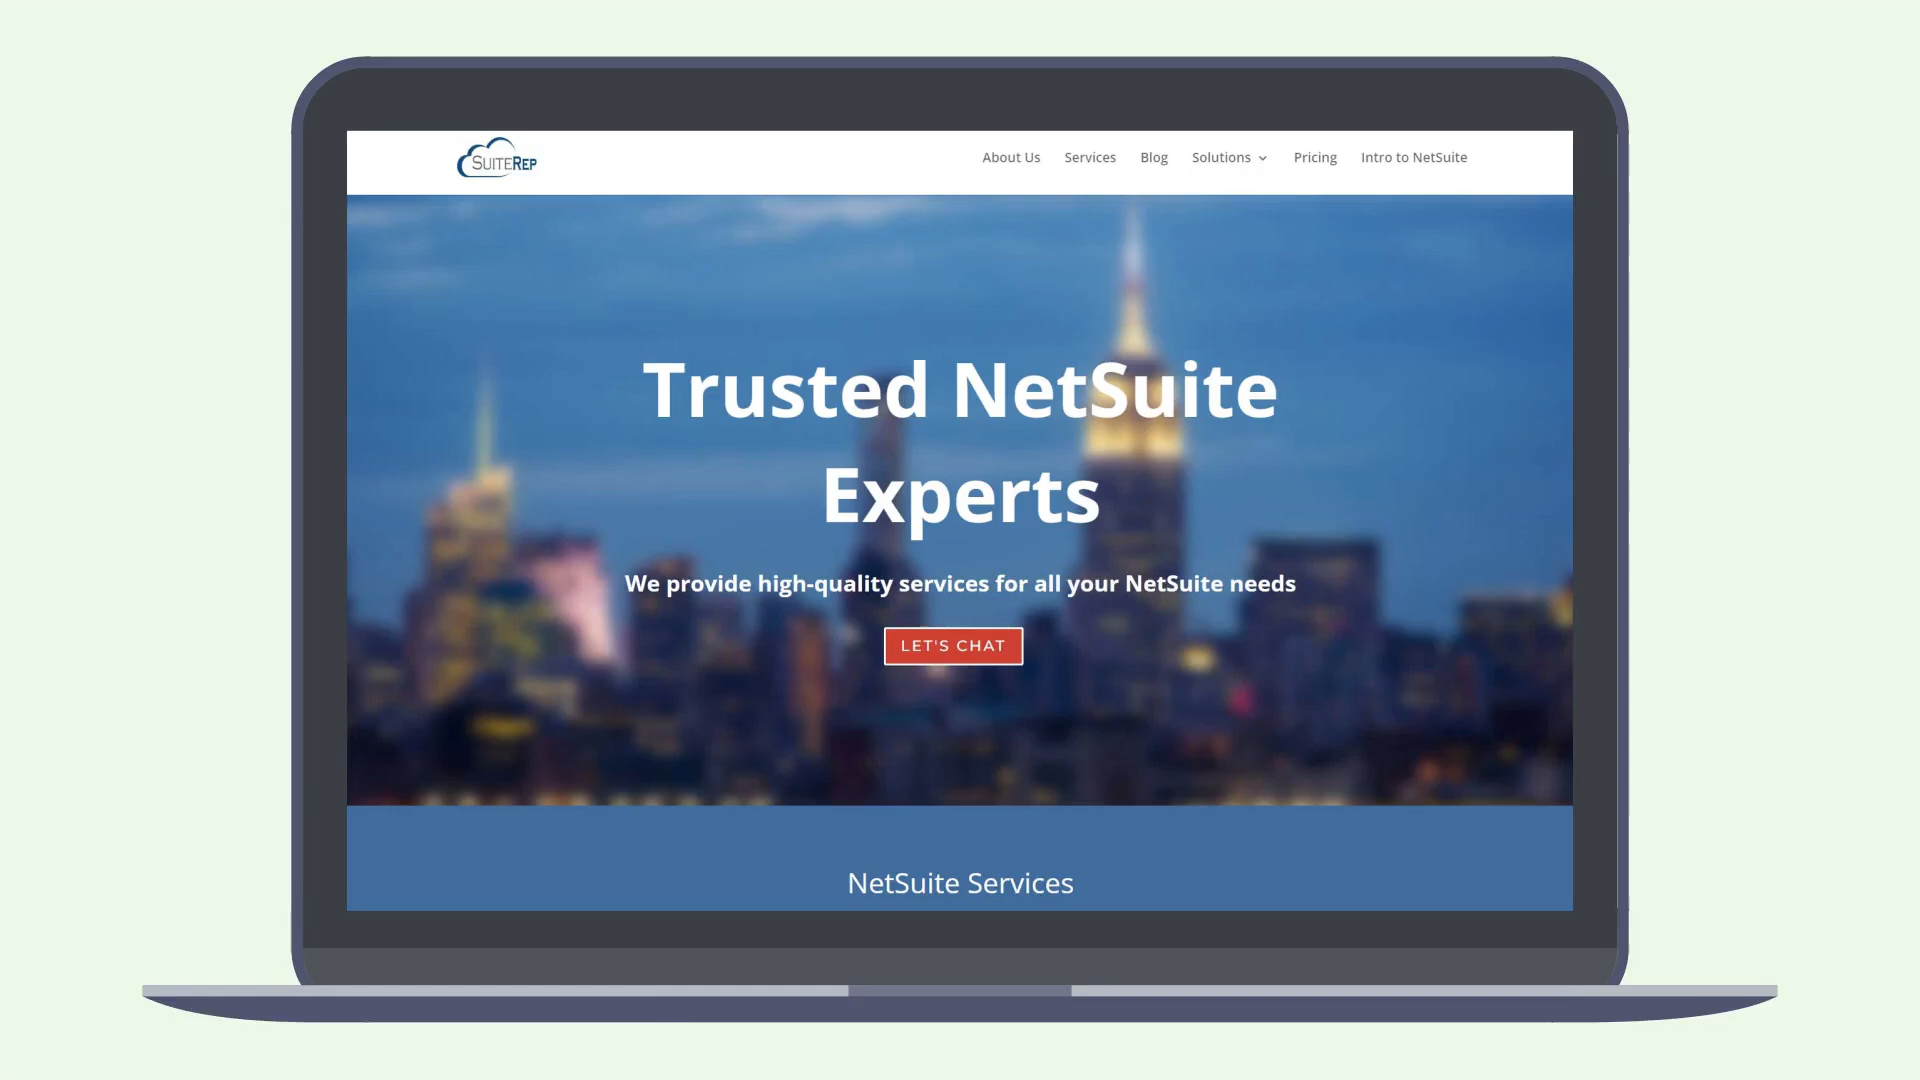 SUITEREP
About Us Services Blog Solutions Pricing Intro to NetSuite
Trusted NetSuite
Experts
We provide high-quality services for all your NetSuite needs
LET'S CHAT
NetSuite Services